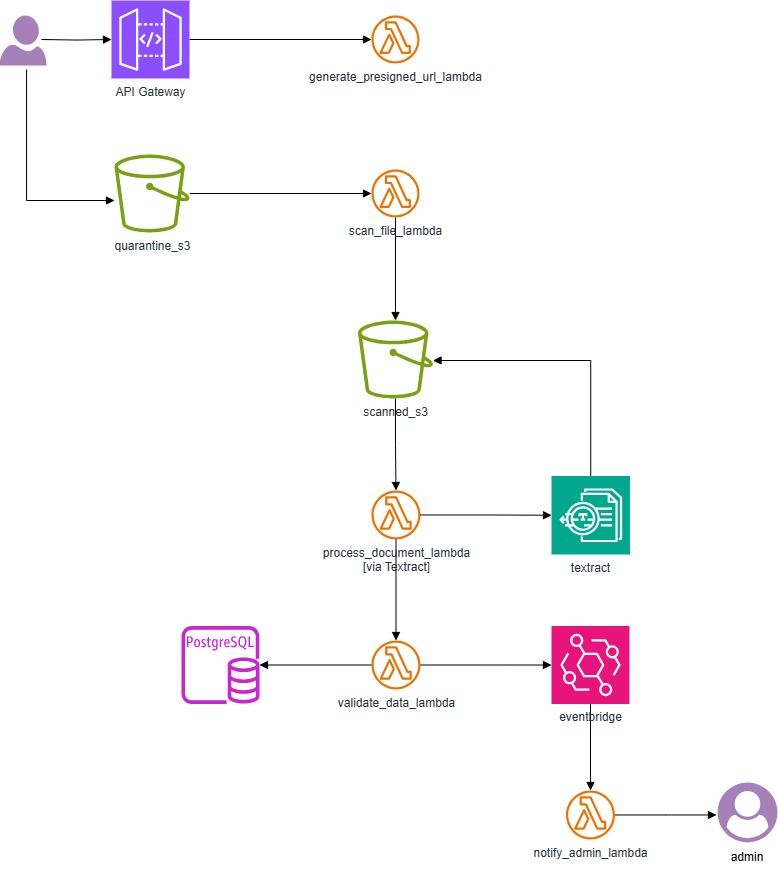 </>
generate_presigned_url_lambda
API Gateway
scan_file_lambda
quarantine_s3
scanned_s3
process_document_lambda
[via Textract]
T
textract
PostgreSQL
validate_data_lambda
eventbridge
notify_admin_lambda
admin